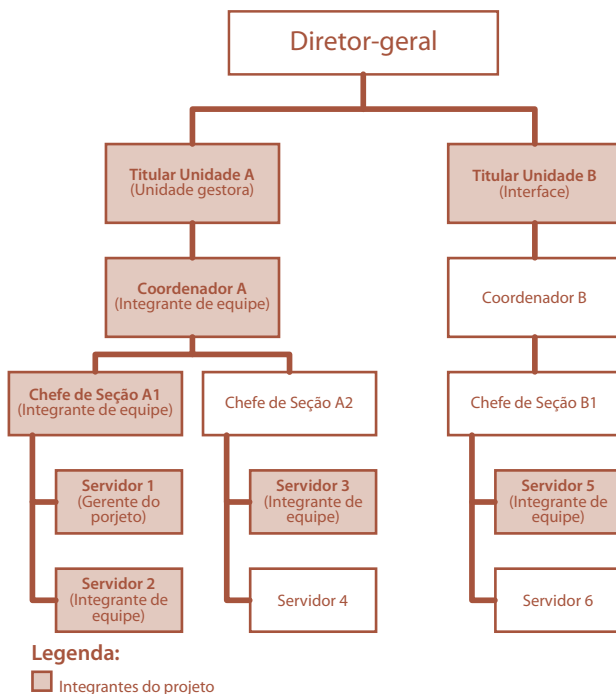 Diretor-geral
Titular Unidade A
(Unidade gestora)
Titular Unidade B
(Interface)
Coordenador A
(Integrante de equipe)
Coordenador B
Chefe de Seção A1
(Integrante de equipe)
Chefe de Seção A2
Chefe de Seção B1
Servidor 1
(Gerente do
porjeto)
Servidor 3
(Integrante de
equipe)
Servidor 5
(Integrante de
equipe)
Servidor 2
(Integrante de
equipe)
Servidor 4
Servidor 6
Legenda:
Integrantes do projeto